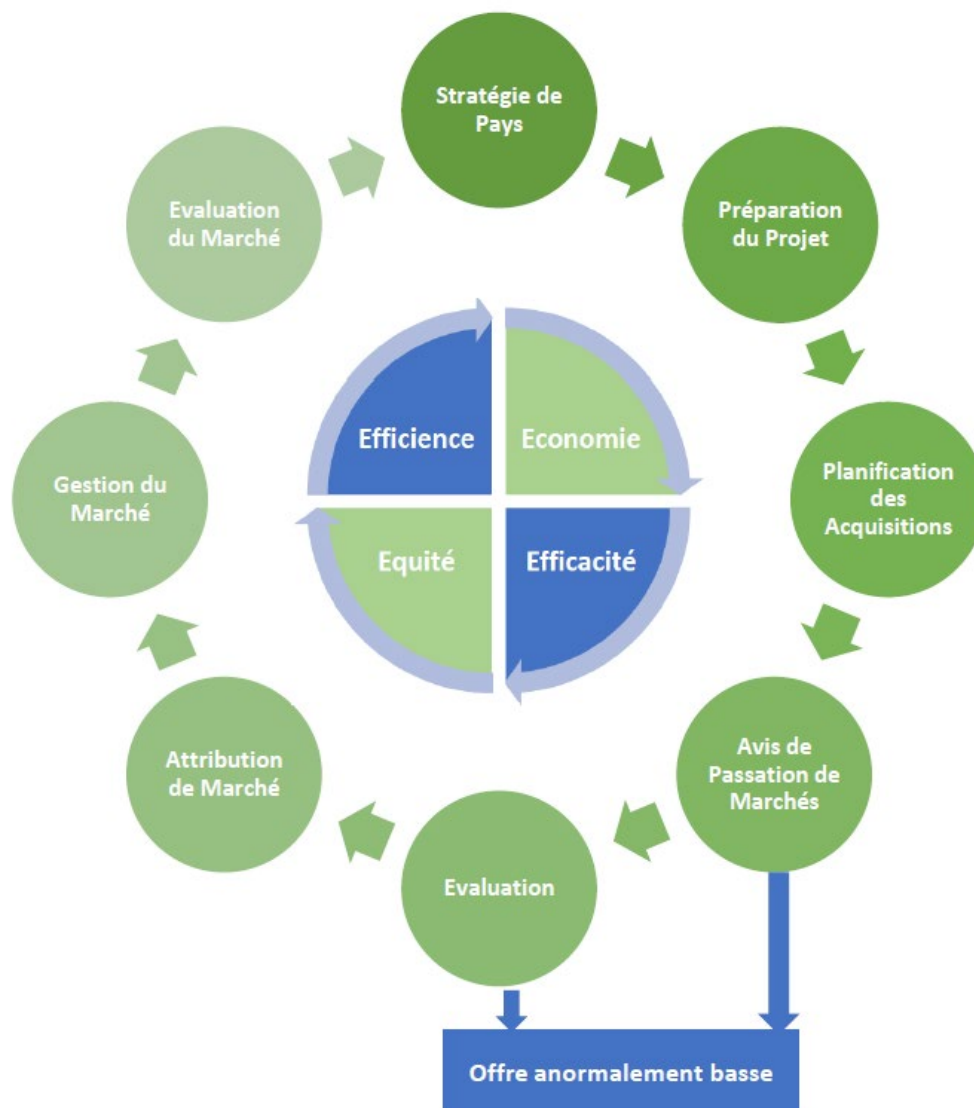 Stratégie de
Pays
Préparation
du Projet
Planification
des
Acquisitions
Avis de
Passation de
Marchés
Evaluation
Attribution
de Marché
Gestion du
Marché
Evaluation
du Marché
Efficience
Economie
Equité
Efficacité
Offre anormalement basse